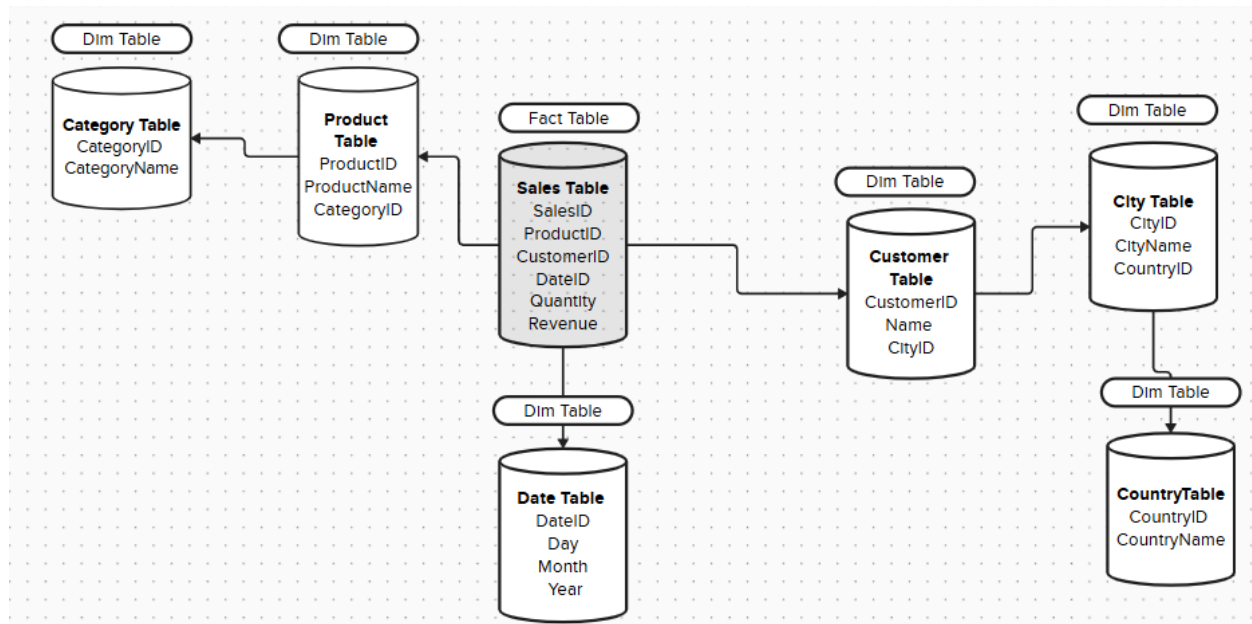 Dim Table
Category Table
CategoryID
CategoryName
Dim Table
Product
Table
ProductID
ProductName
CategoryID
Fact Table
Sales Table
SalesID
ProductID
CustomerID
DateID
Quantity
Revenue
Dim Table
Date Table
DateID
Day
Month
Year
Dim Table
Customer
Table
CustomerID
Name
CityID
Dim Table
City Table
CityID
CityName
CountryID
Dim Table
CountryTable
CountryID
CountryName